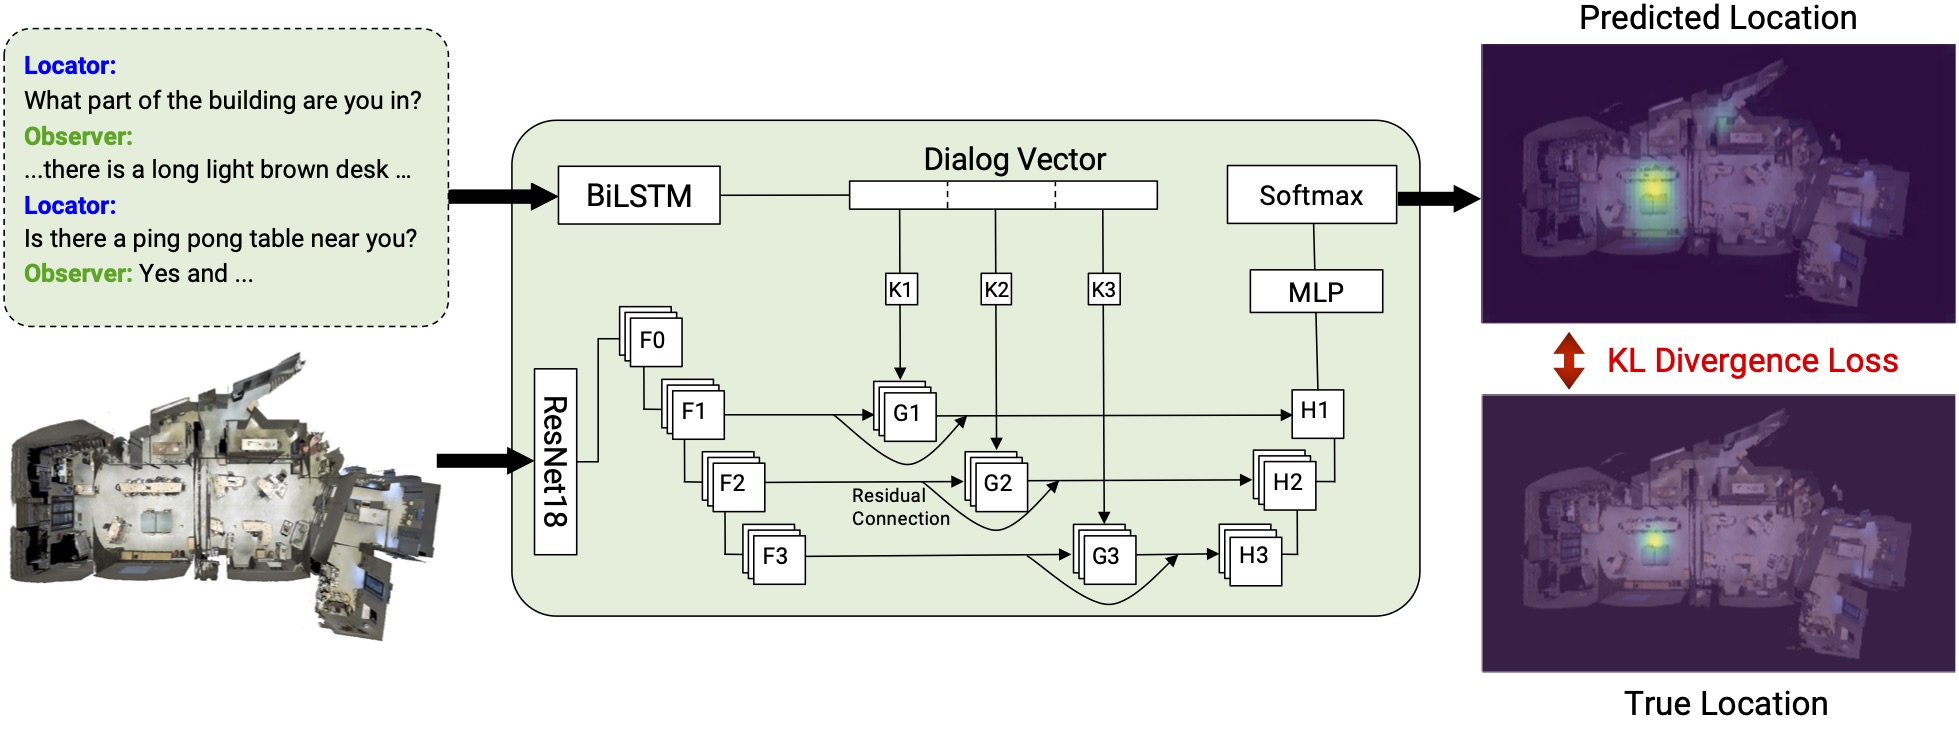 Locator:
What part of the building are you in?
Observer:
...there is a long light brown desk ...
Locator:
Is there a ping pong table near you?
Observer: Yes and ...
BiLSTM
Dialog Vector
Softmax
K1
K2
K3
MLP
ResNet18
F0
F1
G1
H1
F2
Residual
Connection
G2
H2
F3
G3
H3
Predicted Location
KL Divergence Loss
True Location